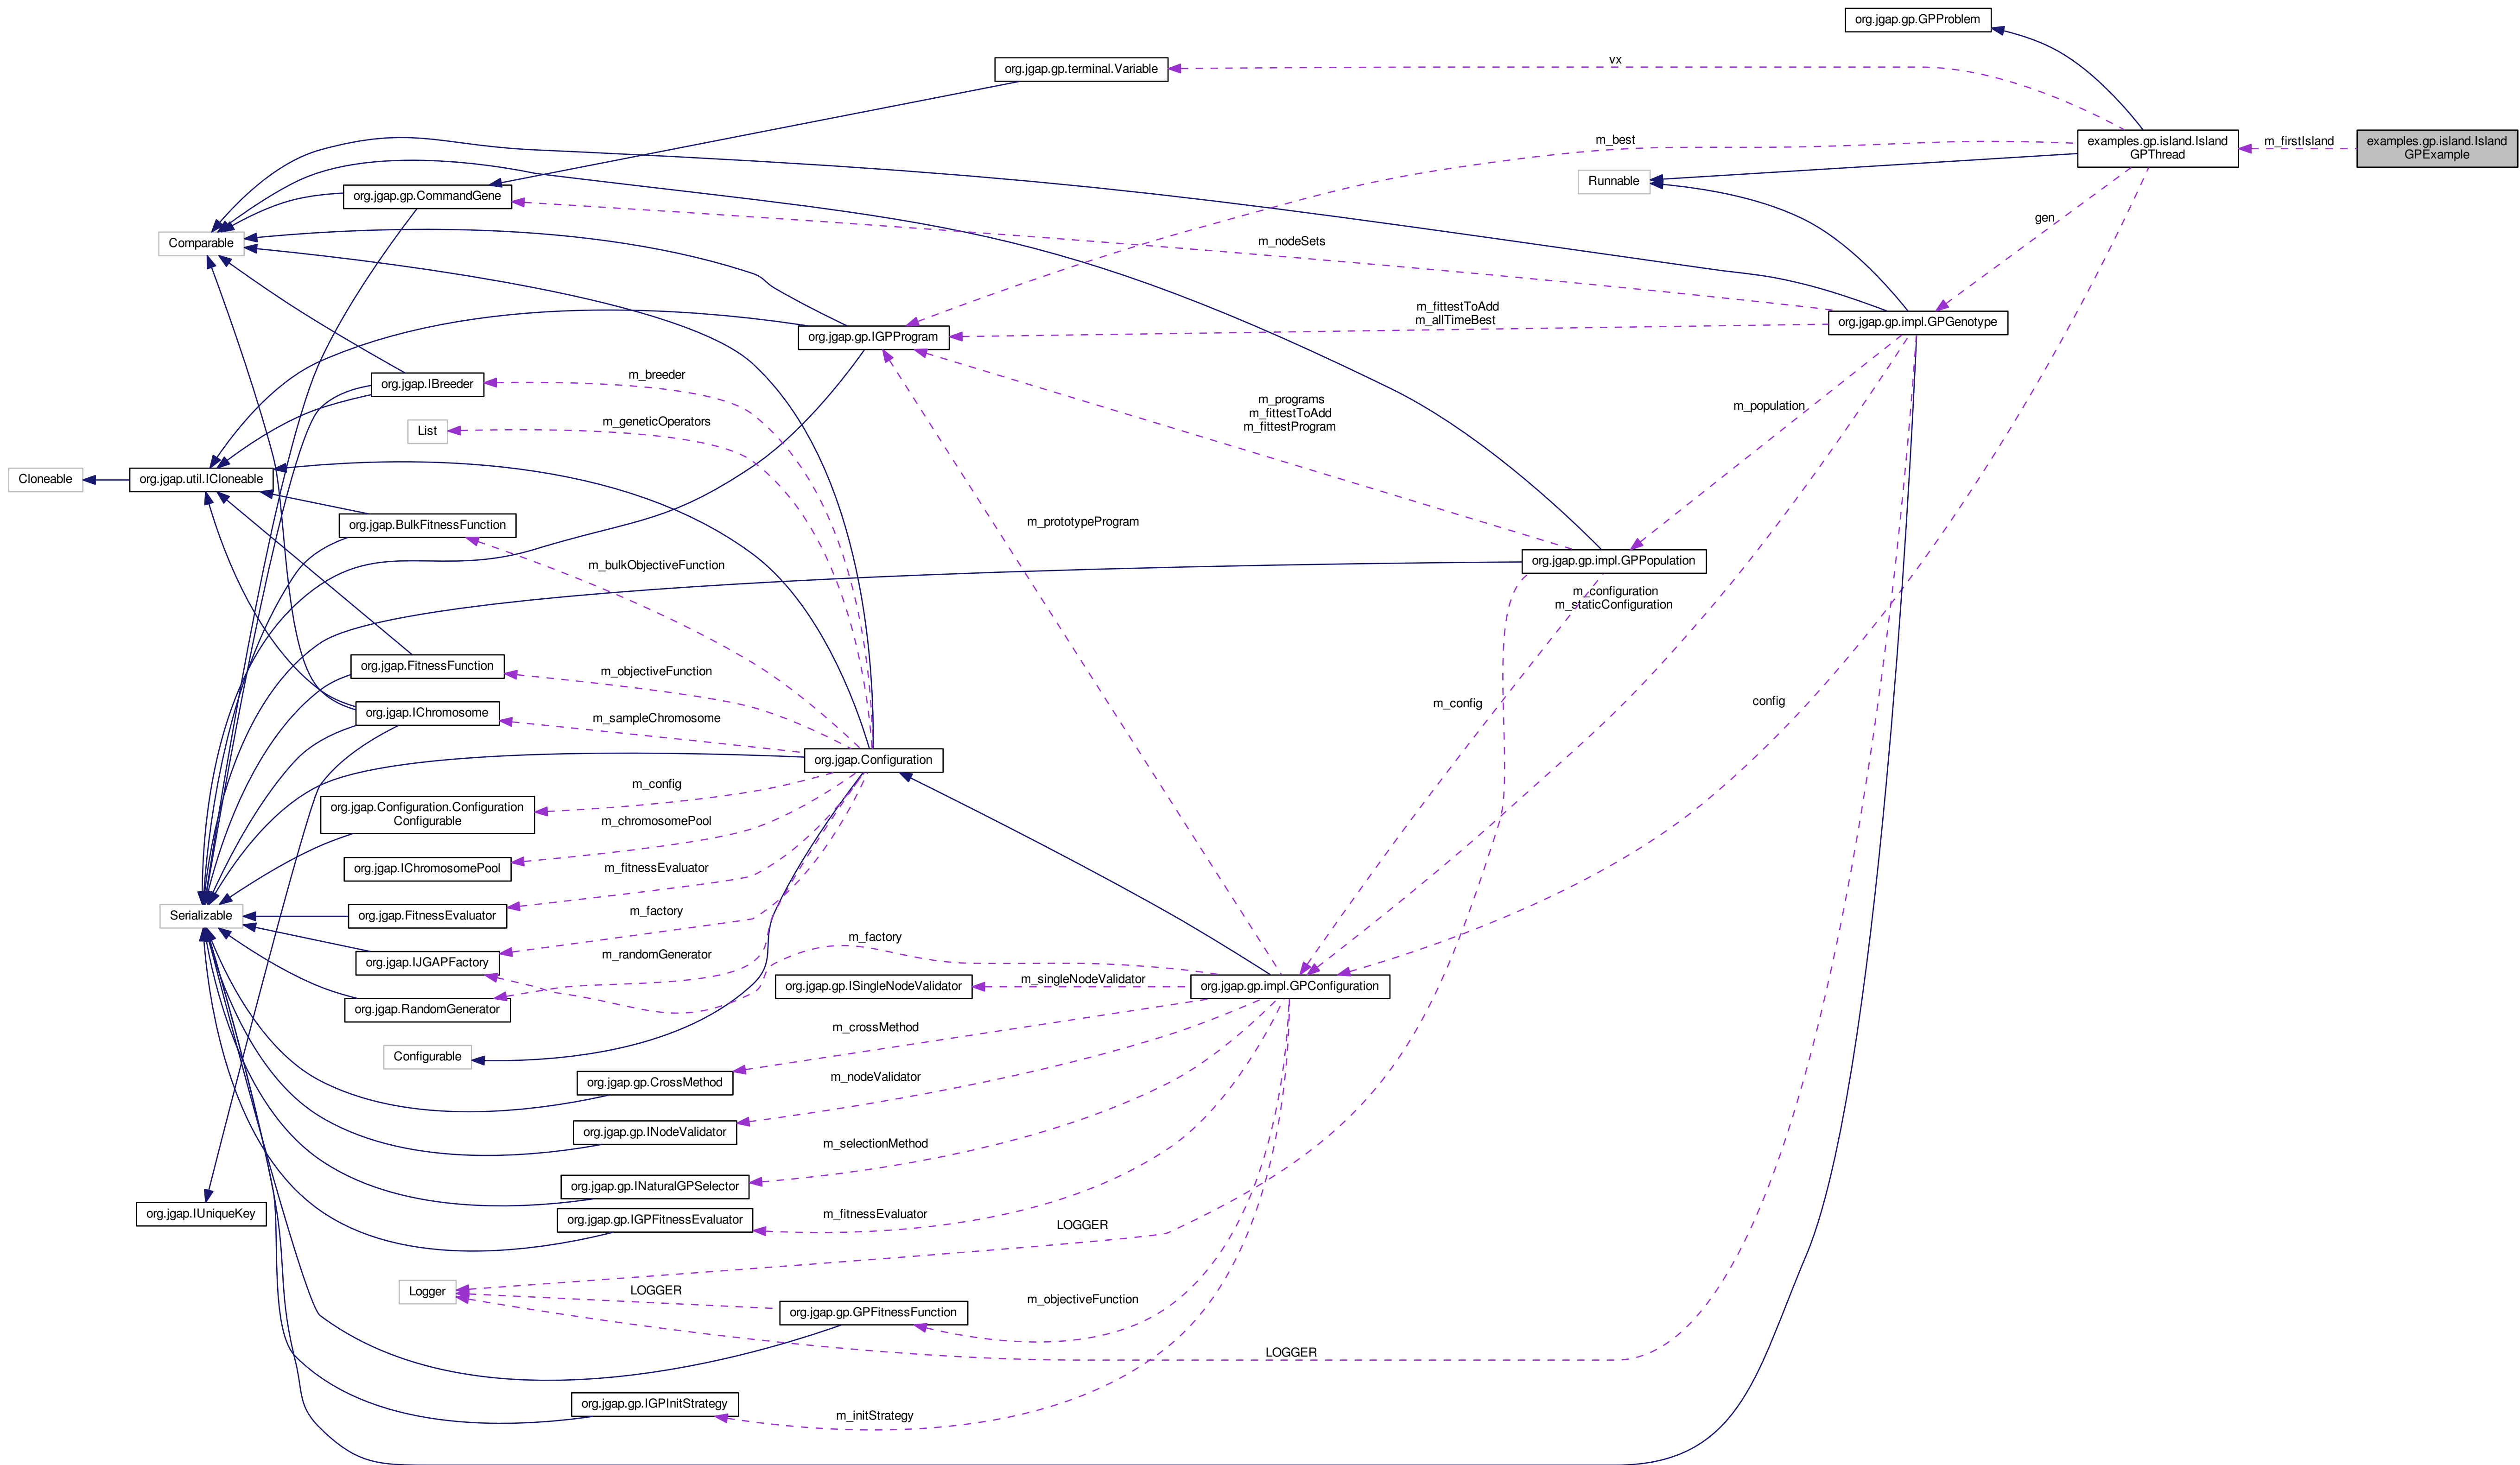 org.jgap.gp.GPProblem
vx
org.jgap.gp.terminal.Variable
m_best
examples.gp.island.Island
GPThread
m_firstIsland
examples.gp.island.Island
GPExample
Runnable
org.jgap.gp.CommandGene
gen
Comparable
m_nodeSets
m_fittestToAdd
m_allTimeBest
org.jgap.gp.impl.GPGenotype
org.jgap.gp.IGPProgram
m_breeder
org.jgap.IBreeder
m_programs
m_fittestToAdd
m_fittestProgram
m_population
m_geneticOperators
List
Cloneable
org.jgap.util.ICloneable
org.jgap.BulkFitnessFunction
m_prototypeProgram
m_bulkObjectiveFunction
org.jgap.gp.impl.GPPopulation
m_configuration
m_staticConfiguration
org.jgap.FitnessFunction
m_objectiveFunction
m_config
config
org.jgap.IChromosome
m_sampleChromosome
org.jgap.Configuration
m_config
org.jgap.Configuration.Configuration
Configurable
m_chromosomePool
org.jgap.IChromosomePool
m_fitnessEvaluator
Serializable
org.jgap.FitnessEvaluator
m_factory
m_factory
org.jgap.IJGAPFactory
m_randomGenerator
m_singleNodeValidator
org.jgap.gp.ISingleNodeValidator
org.jgap.gp.impl.GPConfiguration
org.jgap.RandomGenerator
m_crossMethod
Configurable
org.jgap.gp.CrossMethod
m_nodeValidator
org.jgap.gp.INodeValidator
m_selectionMethod
org.jgap.gp.INaturalGPSelector
org.jgap.IUniqueKey
m_fitnessEvaluator
org.jgap.gp.IGPFitnessEvaluator
LOGGER
Logger
LOGGER
m_objectiveFunction
org.jgap.gp.GPFitnessFunction
LOGGER
org.jgap.gp.IGPInitStrategy
m_initStrategy